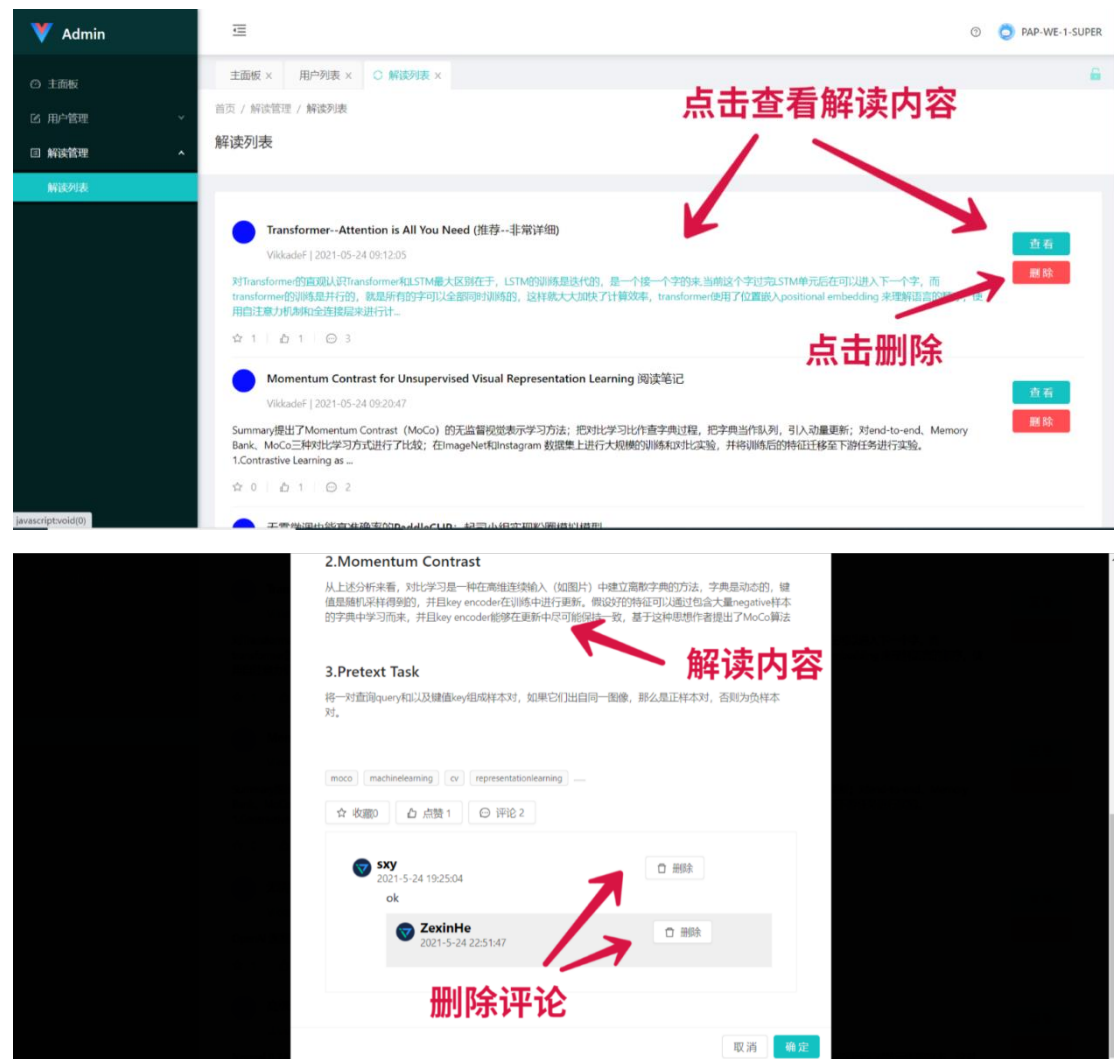 Admin
PAP-WE-1-SUPER
主面板
用户管理
解读管理
解读列表
主面板 ×
用户列表 ×
解读列表 ×
首页 / 解读管理 / 解读列表
解读列表
点击查看解读内容
Transformer--Attention is All You Need (推荐--非常详细)
VikkadeF | 2021-05-24 09:12:05
查看
删除
对Transformer的直观认识Transformer和LSTM最大区别在于，LSTM的训练是迭代的，是一个接一个字的来,当前这个字过完LSTM单元后在可以进入下一个字，而
transformer的训练是并行的，就是所有的字可以全部同时训练的，这样就大大加快了计算效率，transformer使用了位置嵌入positional embedding 来理解语言的
用自注意力机制和全连接层来进行计...
1
1
3
点击删除
Momentum Contrast for Unsupervised Visual Representation Learning 阅读笔记
VikkadeF | 2021-05-24 09:20:47
查看
删除
Summary提出了Momentum Contrast（MoCo）的无监督视觉表示学习方法；把对比学习比作查字典过程，把字典当作队列，引入动量更新；对end-to-end、Memory
Bank、MoCo三种对比学习方式进行了比较；在ImageNet和Instagram 数据集上进行大规模的训练和对比实验，并将训练后的特征迁移至下游任务进行实验。
1.Contrastive Learning as ...
0
1
2
javascript:void(0)
2.Momentum Contrast
从上述分析来看，对比学习是一种在高维连续输入（如图片）中建立离散字典的方法，字典是动态的，键
值是随机采样得到的，并且key encoder在训练中进行更新。假设好的特征可以通过包含大量negative样本
的字典中学习而来，并且key encoder能够在更新中尽可能保持一致，基于这种思想作者提出了MoCo算法
解读内容
3.Pretext Task
将一对查询query和以及键值key组成样本对，如果它们出自同一图像，那么是正样本对，否则为负样本
对。
moco machinelearning cv representationlearning ......
收藏0 点赞 1 评论 2
sxy
2021-5-24 19:25:04
删除
ok
ZexinHe
2021-5-24 22:51:47
删除
删除评论
取消 确定